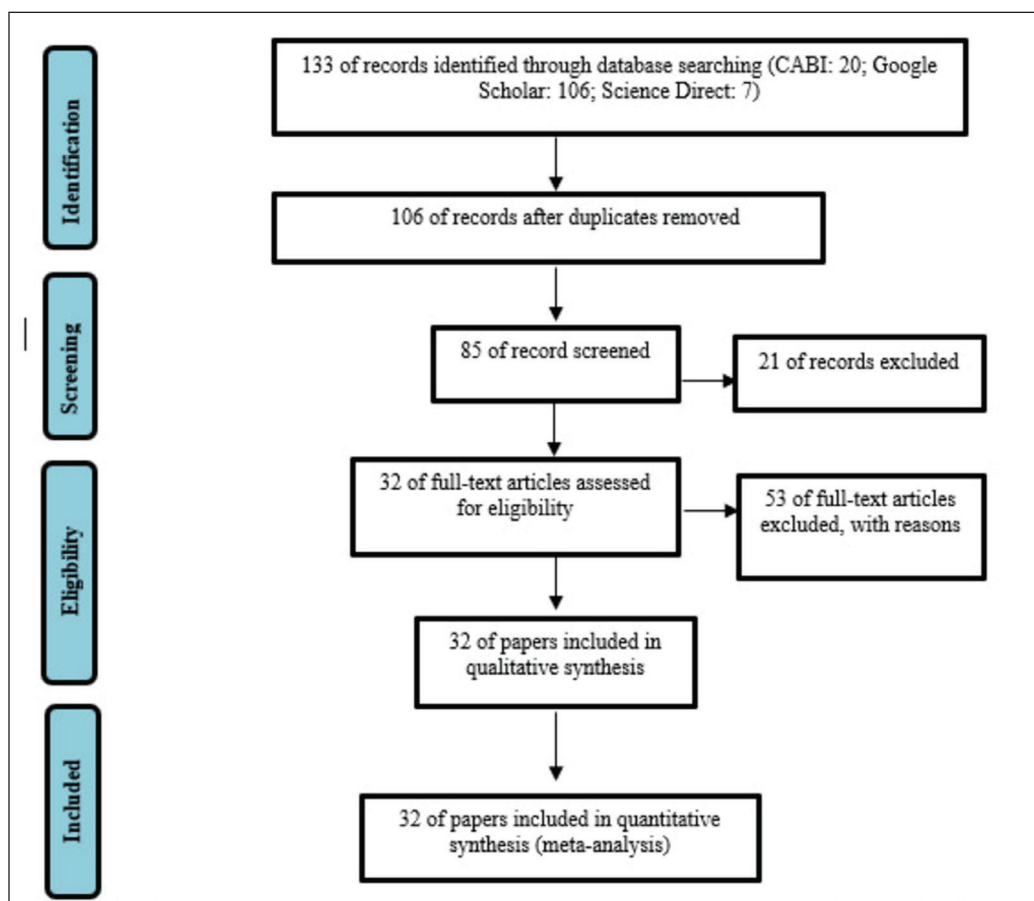 Identification
133 of records identified through database searching (CABI: 20; Google
Scholar: 106; Science Direct: 7)
106 of records after duplicates removed
Screening
85 of record screened
21 of records excluded
Eligibility
32 of full-text articles assessed
for eligibility
53 of full-text articles
excluded, with reasons
32 of papers included in
qualitative synthesis
Included
32 of papers included in quantitative
synthesis (meta-analysis)